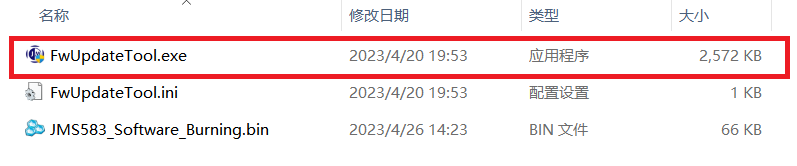 名称 修改日期 类型 大小
FwUpdateTool.exe 2023/4/20 19:53 应用程序 2,572 KB
FwUpdateTool.ini 2023/4/20 19:53 配置设置 1 KB
JMS583_Software_Burning.bin 2023/4/26 14:23 BIN 文件 66 KB